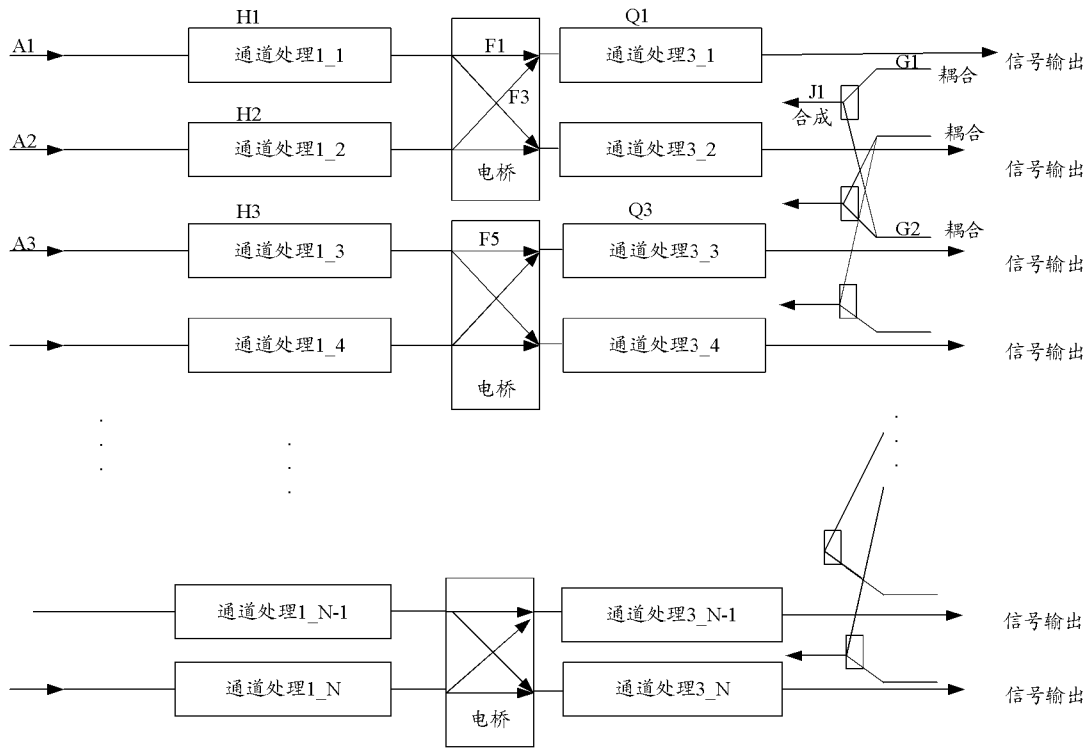 H1
Q1
A1
通道处理1_1
F1
通道处理3_1
信号输出
G1
耦合
J1
合成
F3
H2
A2
通道处理1_2
通道处理3_2
耦合
信号输出
电桥
H3
Q3
A3
通道处理1_3
F5
通道处理3_3
G2
耦合
信号输出
通道处理1_4
通道处理3_4
信号输出
电桥
通道处理1_N-1
通道处理3_N-1
信号输出
通道处理1_N
通道处理3_N
信号输出
电桥